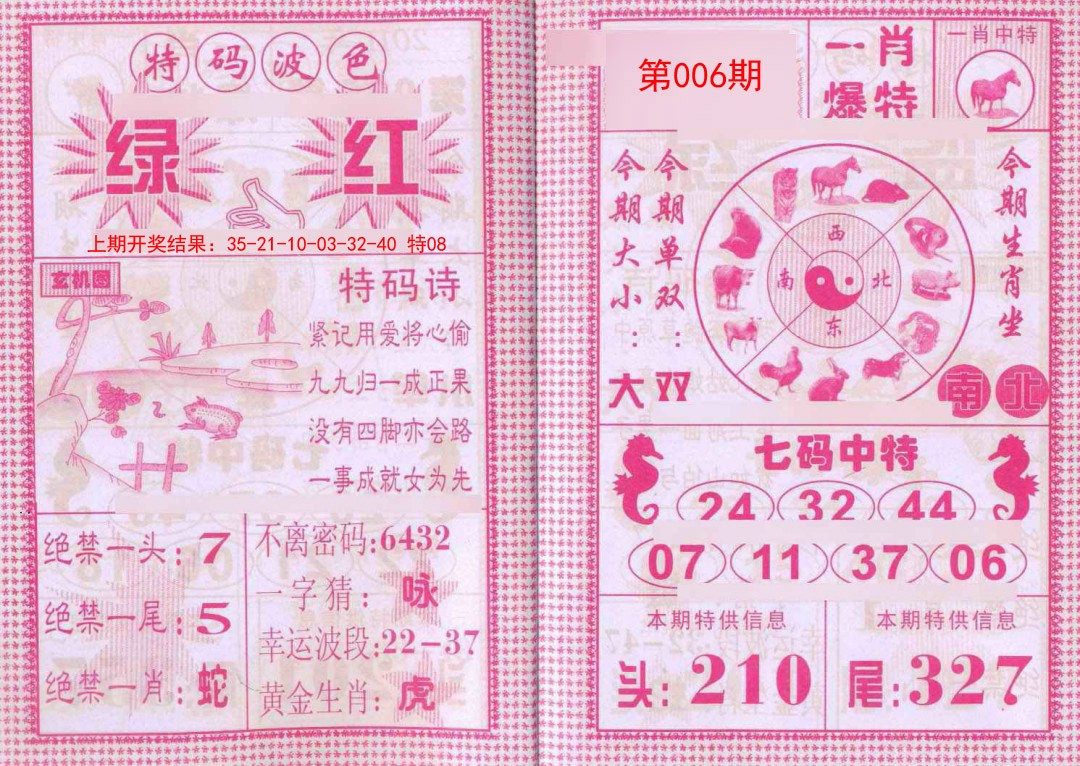 特码波色
绿 红
上期开奖结果：35-21-10-03-32-40 特08
玄机图
特码诗
紧记用爱将心偷
九九归一成正果
没有四脚亦会路
一事成就女为先
绝禁一头：7
绝禁一尾：5
绝禁一肖：蛇
不离密码:6432
一字猜：咏
幸运波段:22-37
黄金生肖：虎
第006期
一肖
爆特
一肖中特
今期大小：大
今期单双：双
西
南 北
东
今期生肖坐
南北
七码中特
24 32 44
07 11 37 06
本期特供信息
头：210
本期特供信息
尾：327